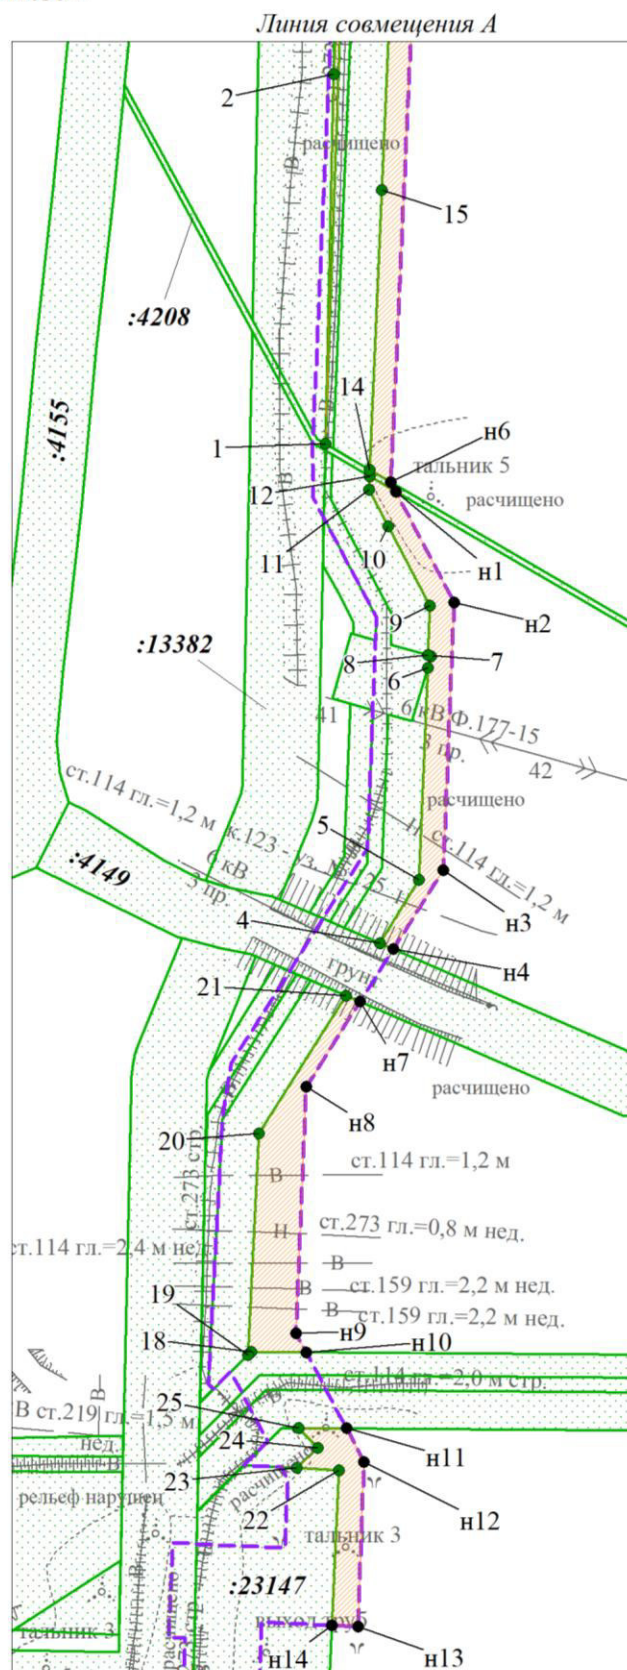 Линия совмещения А
2
В
расчищено
15
:4208
14
н6
1
В
тальник 5
12
расчищено
:4155
В
11
10
н1
9
н2
:13382
8
7
6
41
6 кВ Ф.177-15
3 пр.
42
ст.114 гл.=1,2 м
расчищено
5
Н
ст.114 гл.=1,2 м
к.123 - уз.
6 кВ
:4149
3 пр.
Н
н3
4
н4
21
н7
расчищено
н8
20
ст.273 стр.
В
ст.114 гл=1,2 м
Н
ст.273 гл.=0,8 м нед.
ст.114 гл=2,4 м нед.
В
19
В
ст.159 гл.=2,2 м нед.
В
ст.159 гл.=2,2 м нед.
н9
18
н10
ст.114 гл=2,0 м стр.
В
25
В ст.219 гл=1,5 м
нед.
н11
24
В
23
расчищено
н12
рельеф нарушен
22
тальник 3
В
:23147
расчищено
выход труб
тальник 3
н14
н13